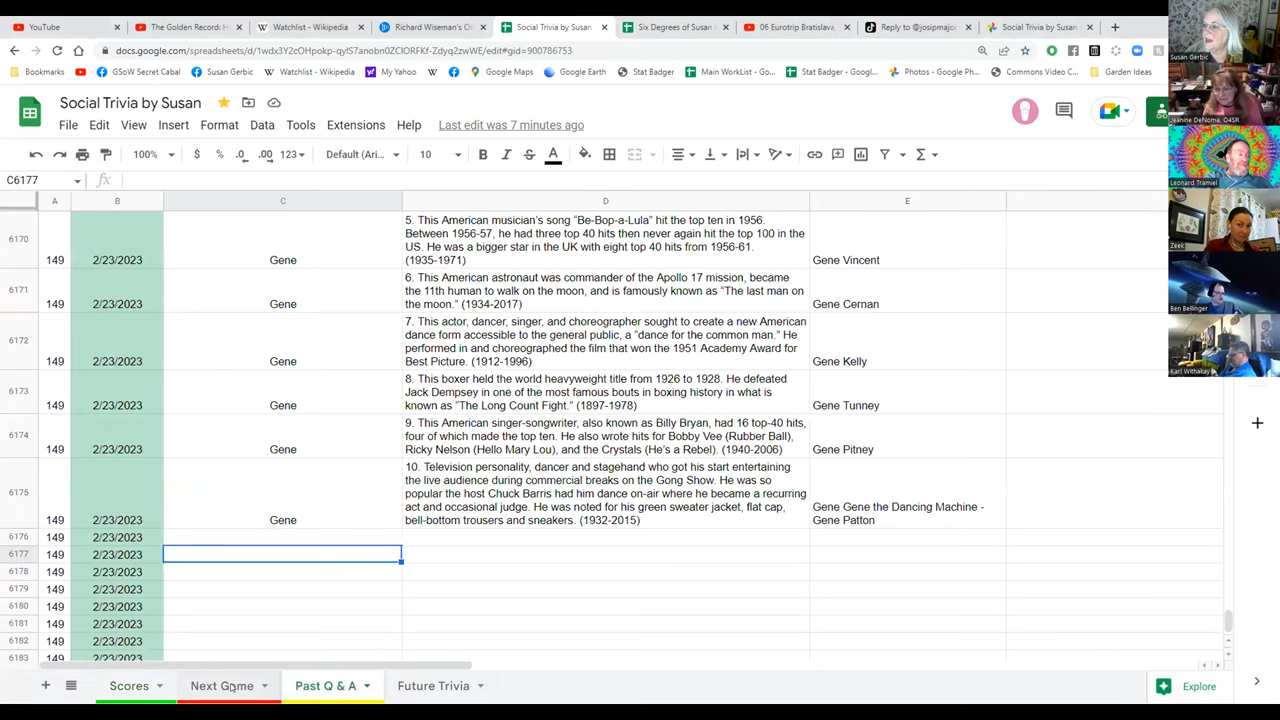 YouTube
The Golden Record: H
Watchlist - Wikipedia
Richard Wiseman's O
Social Trivia by Susan
Six Degrees of Susan
06 Eurotrip Bratislava,
Reply to @josipmajor
Social Trivia by Susan
docs.google.com/spreadsheets/d/1wdx3Y2cOHpokp-qyIS7anobn0ZClORFKf-Zdyq2zwWE/edit#gid=900786753
Bookmarks
GSoW Secret Cabal
Susan Gerbic
Watchlist - Wikipedia
My Yahoo
Google Maps
Google Earth
Stat Badger
Main WorkList - Go...
Stat Badger - Goog...
Photos - Google Ph...
Commons Video C...
Garden Ideas
Social Trivia by Susan
File Edit View Insert Format Data Tools Extensions Help Last edit was 7 minutes ago
100% $ % .0 .00 123 Default (Ari... 10 B I S A
C6177 fx
A B C D E
6170 149 2/23/2023 Gene
5. This American musician's song "Be-Bop-a-Lula" hit the top ten in 1956.
Between 1956-57, he had three top 40 hits then never again hit the top 100 in the
US. He was a bigger star in the UK with eight top 40 hits from 1956-61.
(1935-1971)
Gene Vincent
6171 149 2/23/2023 Gene
6. This American astronaut was commander of the Apollo 17 mission, became
the 11th human to walk on the moon, and is famously known as "The last man on
the moon." (1934-2017)
Gene Cernan
6172 149 2/23/2023 Gene
7. This actor, dancer, singer, and choreographer sought to create a new American
dance form accessible to the general public, a "dance for the common man." He
performed in and choreographed the film that won the 1951 Academy Award for
Best Picture. (1912-1996)
Gene Kelly
6173 149 2/23/2023 Gene
8. This boxer held the world heavyweight title from 1926 to 1928. He defeated
Jack Dempsey in one of the most famous bouts in boxing history in what is
known as "The Long Count Fight." (1897-1978)
Gene Tunney
6174 149 2/23/2023 Gene
9. This American singer-songwriter, also known as Billy Bryan, had 16 top-40 hits,
four of which made the top ten. He also wrote hits for Bobby Vee (Rubber Ball),
Ricky Nelson (Hello Mary Lou), and the Crystals (He's a Rebel). (1940-2006)
Gene Pitney
6175 149 2/23/2023 Gene
10. Television personality, dancer and stagehand who got his start entertaining
the live audience during commercial breaks on the Gong Show. He was so
popular the host Chuck Barris had him dance on-air where he became a recurring
act and occasional judge. He was noted for his green sweater jacket, flat cap,
bell-bottom trousers and sneakers. (1932-2015)
Gene Gene the Dancing Machine -
Gene Patton
6176 149 2/23/2023
6177 149 2/23/2023
6178 149 2/23/2023
6179 149 2/23/2023
6180 149 2/23/2023
6181 149 2/23/2023
6182 149 2/23/2023
6183 149 2/23/2023
Scores Next Game Past Q & A Future Trivia Explore
Susan Gerbic
Jeanine DeNoma, O4SR
Leonard Tramiel
Zeek
Ben Bellinger
Karl Withakay